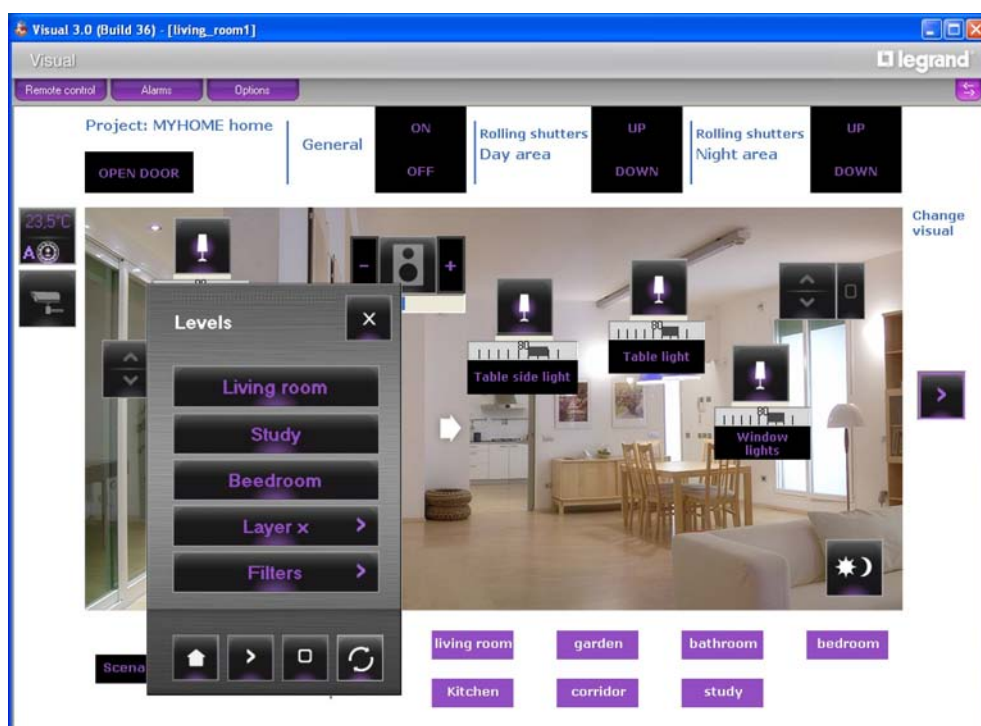 Visual 3.0 (Build 36) - [living_room1]
Visual
legrand
Remote control
Alarms
Options
Project: MYHOME home
OPEN DOOR
General
ON
OFF
Rolling shutters
Day area
UP
DOWN
Rolling shutters
Night area
UP
DOWN
23,5°C
A
Change
visual
-
+
80
Table side light
80
Table light
80
Window
lights
Levels
X
Living room
Study
Beedroom
Layer x >
Filters >
>
>
living room
garden
bathroom
bedroom
Kitchen
corridor
study